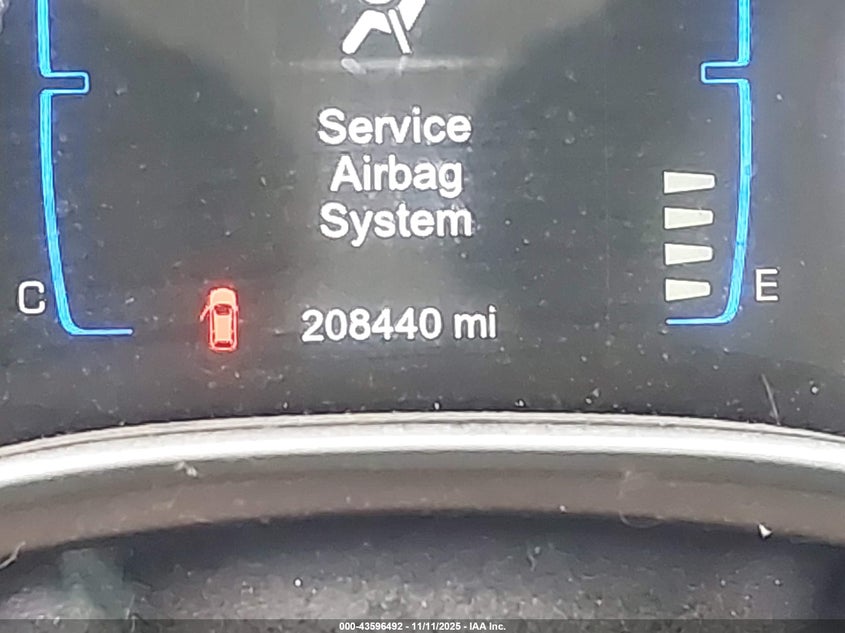 Service
Airbag
System
C
E
208440 mi
000-43596492 - 11/11/2025 - IAA Inc.